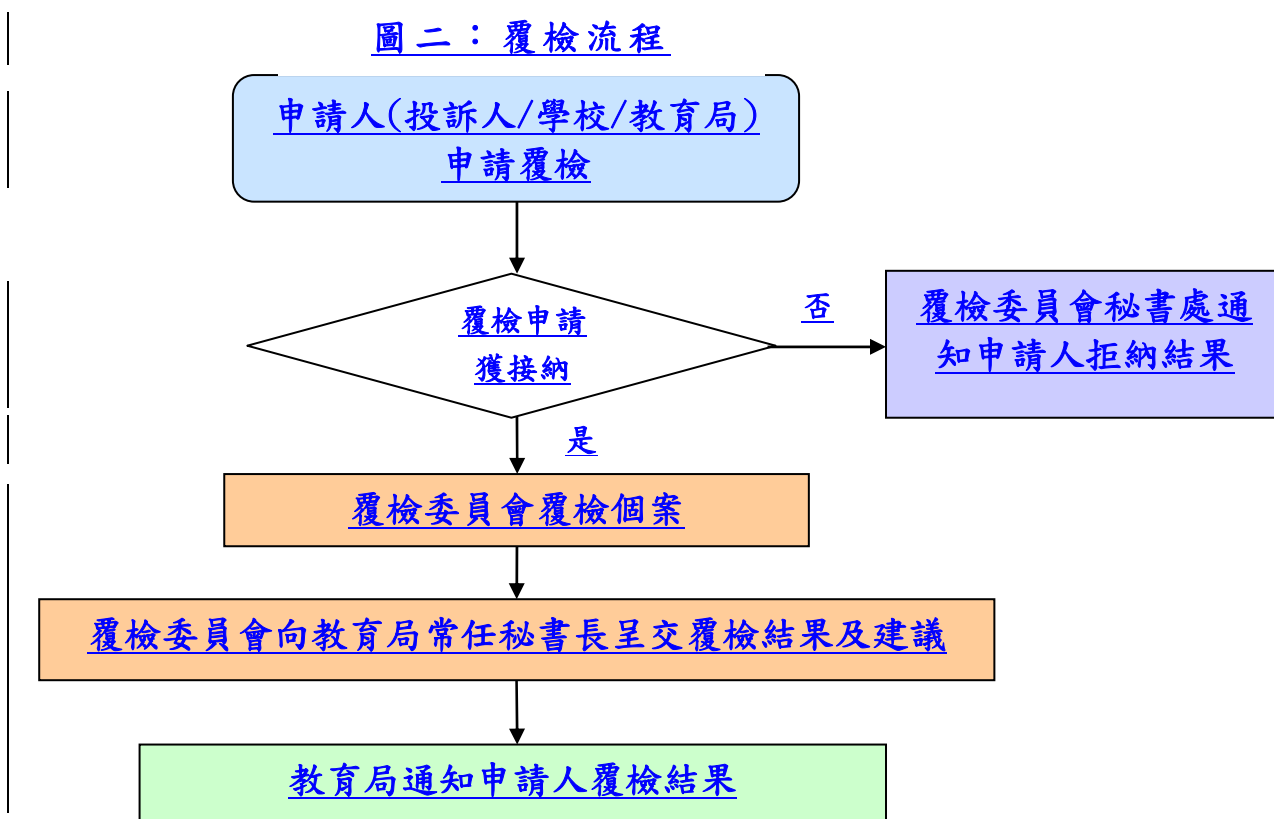 圖二：覆檢流程
申請人(投訴人/學校/教育局)
申請覆檢
覆檢申請
獲接納
否
覆檢委員會秘書處通
知申請人拒納結果
是
覆檢委員會覆檢個案
覆檢委員會向教育局常任秘書長呈交覆檢結果及建議
教育局通知申請人覆檢結果